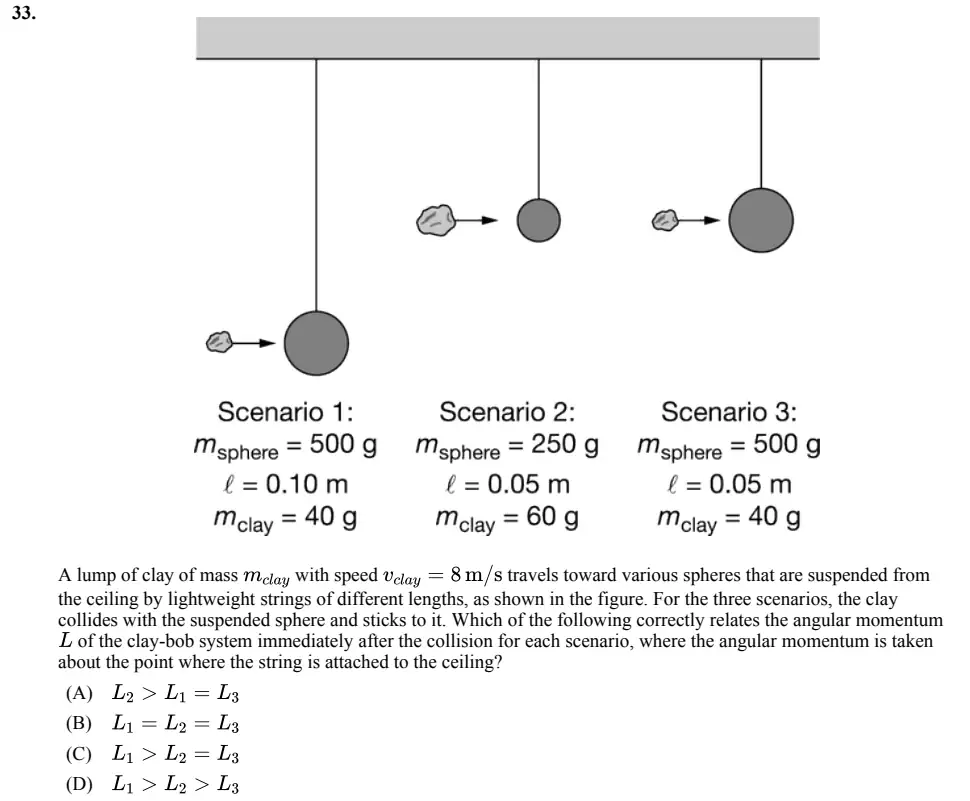 33.
Scenario 1: Scenario 2: Scenario 3:
m_sphere = 500 g m_sphere = 250 g m_sphere = 500 g
ℓ = 0.10 m ℓ = 0.05 m ℓ = 0.05 m
m_clay = 40 g m_clay = 60 g m_clay = 40 g
A lump of clay of mass m_clay with speed v_clay = 8 m/s travels toward various spheres that are suspended from
the ceiling by lightweight strings of different lengths, as shown in the figure. For the three scenarios, the clay
collides with the suspended sphere and sticks to it. Which of the following correctly relates the angular momentum
L of the clay-bob system immediately after the collision for each scenario, where the angular momentum is taken
about the point where the string is attached to the ceiling?
(A) L₂ > L₁ = L₃
(B) L₁ = L₂ = L₃
(C) L₁ > L₂ = L₃
(D) L₁ > L₂ > L₃